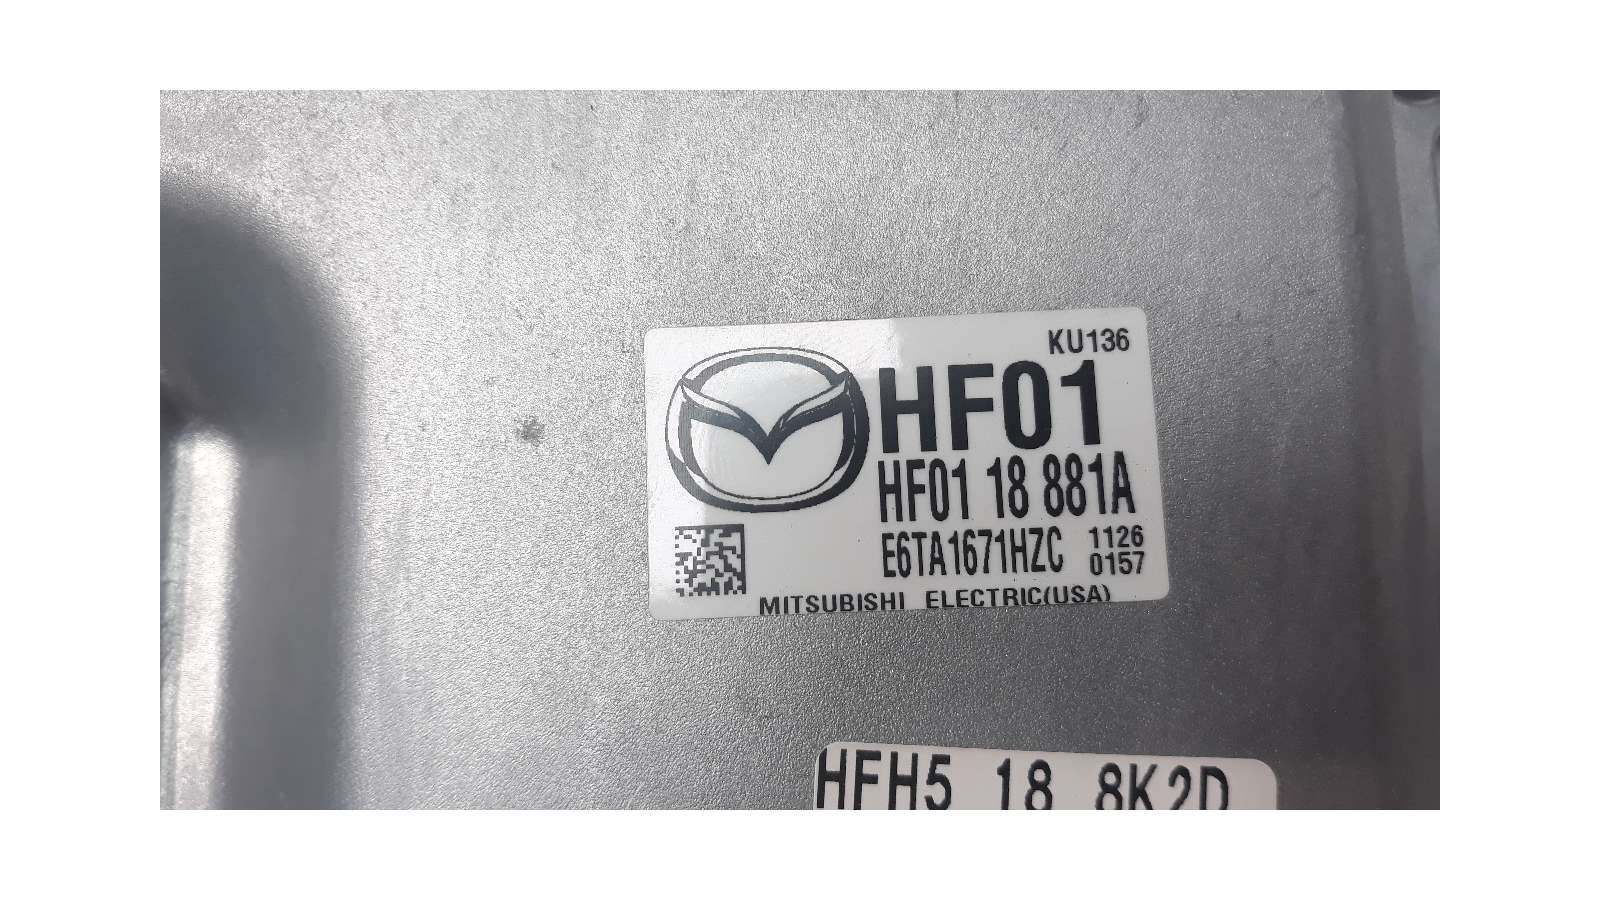 KU136
HF01
HF01 18 881A
E6TA1671HZC 1126
0157
MITSUBISHI ELECTRIC(USA)
HFH5 18 8K2D